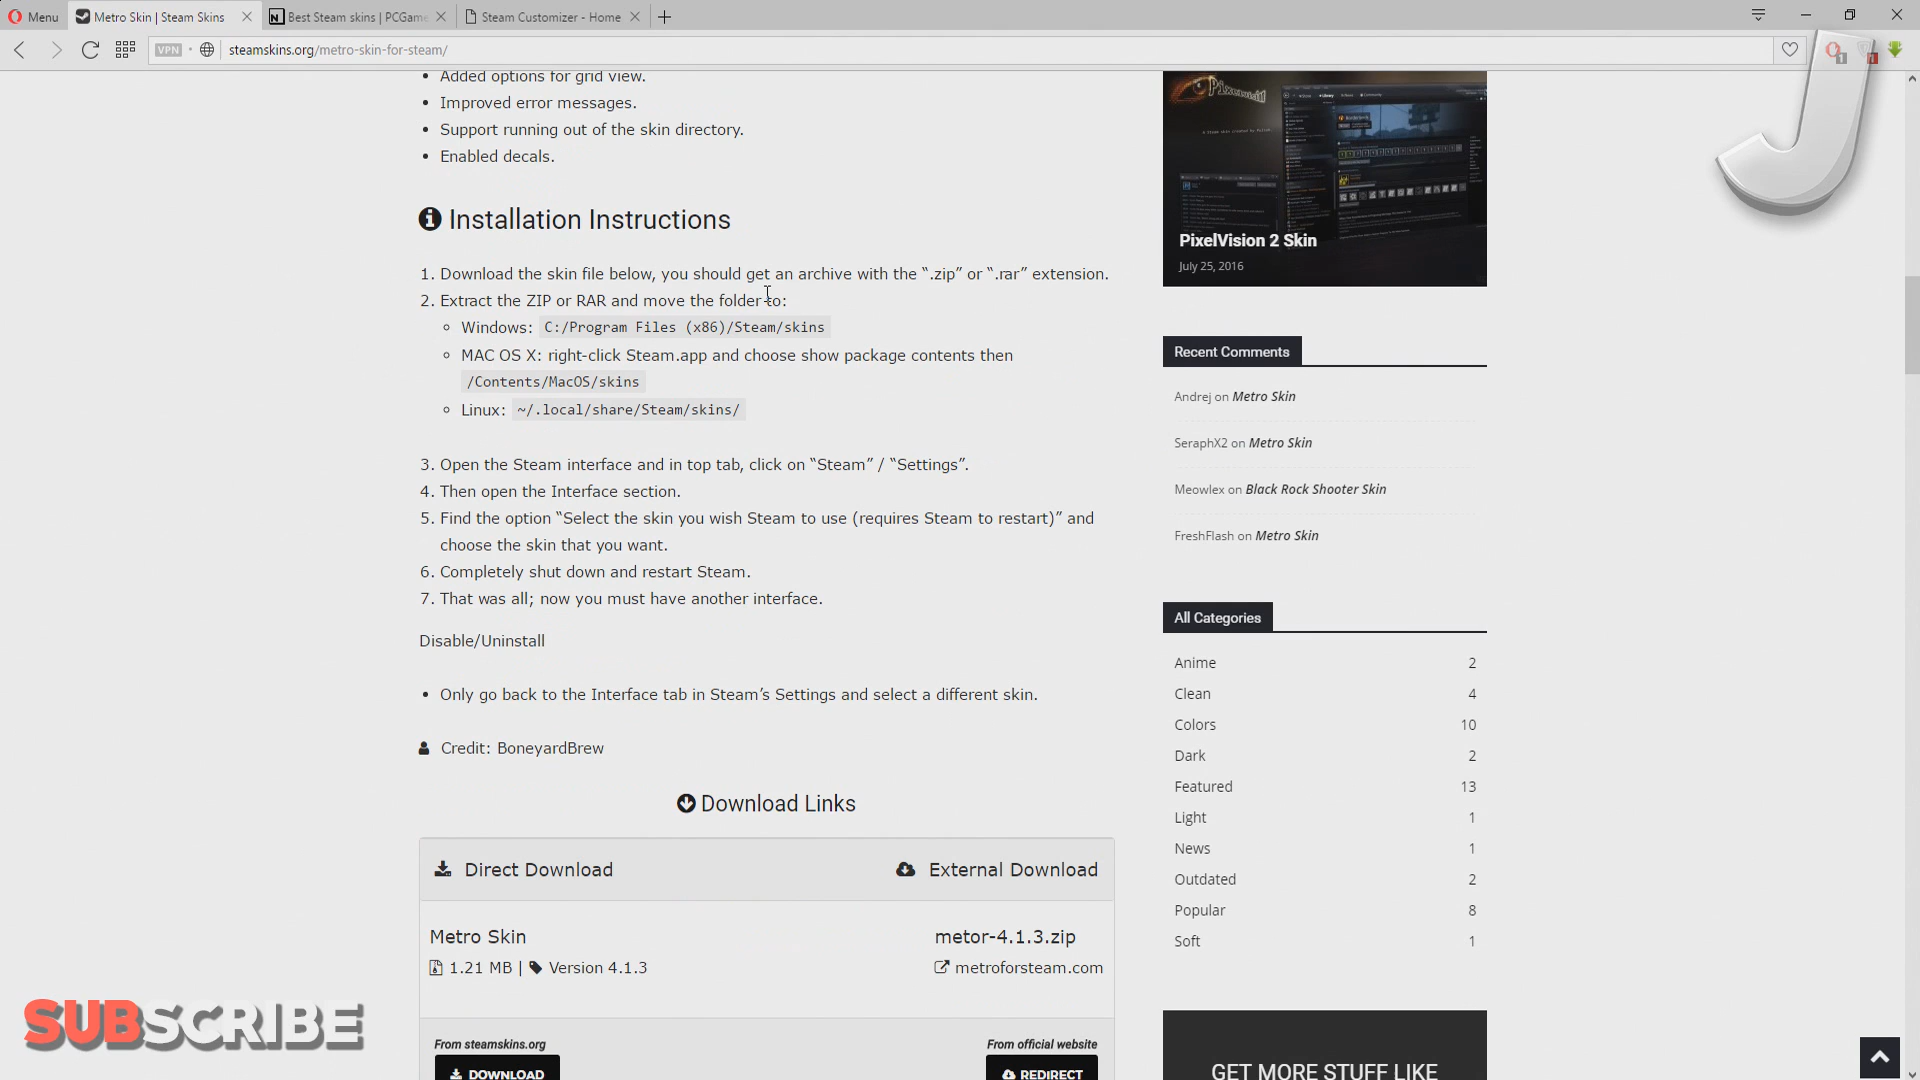 Menu
Metro Skin | Steam Skins
Best Steam skins | PCGame
Steam Customizer - Home
VPN
steamskins.org/metro-skin-for-steam/
Added options for grid view.
Improved error messages.
Support running out of the skin directory.
Enabled decals.
Installation Instructions
1. Download the skin file below, you should get an archive with the “.zip” or “.rar” extension.
2. Extract the ZIP or RAR and move the folder to:
Windows: C:/Program Files (x86)/Steam/skins
MAC OS X: right-click Steam.app and choose show package contents then
/Contents/MacOS/skins
Linux: ~/.local/share/Steam/skins/
3. Open the Steam interface and in top tab, click on “Steam” / “Settings”.
4. Then open the Interface section.
5. Find the option “Select the skin you wish Steam to use (requires Steam to restart)” and
choose the skin that you want.
6. Completely shut down and restart Steam.
7. That was all; now you must have another interface.
Disable/Uninstall
Only go back to the Interface tab in Steam’s Settings and select a different skin.
Credit: BoneyardBrew
Download Links
Direct Download
External Download
Metro Skin
metor-4.1.3.zip
1.21 MB | Version 4.1.3
metroforsteam.com
From steamskins.org
From official website
DOWNLOAD
REDIRECT
PixelVision 2 Skin
July 25, 2016
Recent Comments
Andrej on Metro Skin
SeraphX2 on Metro Skin
Meowlex on Black Rock Shooter Skin
FreshFlash on Metro Skin
All Categories
Anime 2
Clean 4
Colors 10
Dark 2
Featured 13
Light 1
News 1
Outdated 2
Popular 8
Soft 1
GET MORE STUFF LIKE
J
SUBSCRIBE